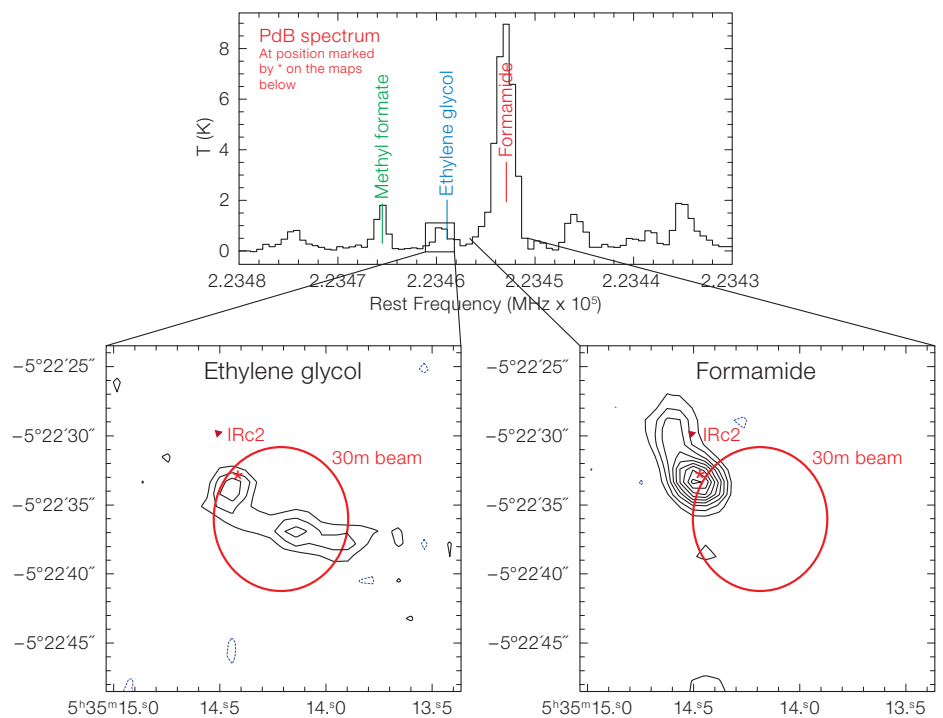 PdB spectrum
At position marked
by * on the maps
below
Methyl formate
Ethylene glycol
Formamide
T (K)
8
6
4
2
0
2.2348
2.2347
2.2346
2.2345
2.2344
2.2343
Rest Frequency (MHz x 10⁵)
Ethylene glycol
−5°22′25″
−5°22′30″
−5°22′35″
−5°22′40″
−5°22′45″
IRc2
30m beam
5ʰ35ᵐ15.ˢ0
14.ˢ5
14.ˢ0
13.ˢ5
Formamide
−5°22′25″
−5°22′30″
−5°22′35″
−5°22′40″
−5°22′45″
IRc2
30m beam
5ʰ35ᵐ15.ˢ0
14.ˢ5
14.ˢ0
13.ˢ5